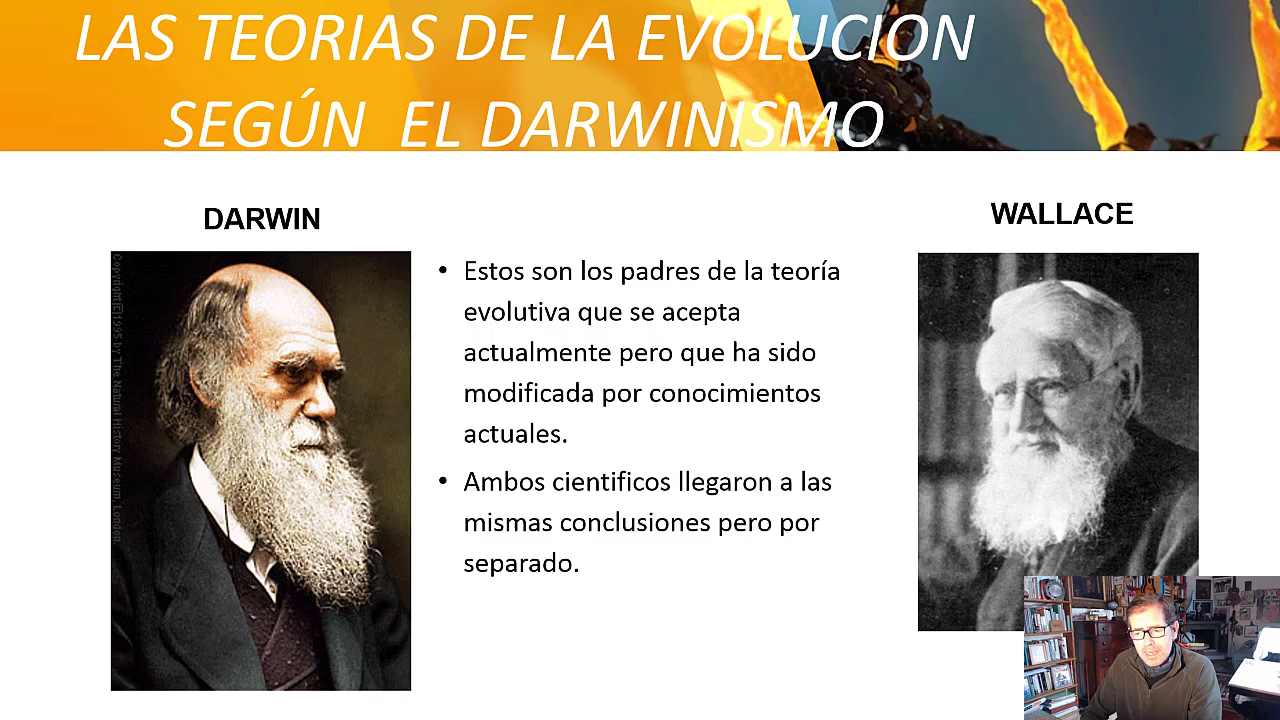 LAS TEORIAS DE LA EVOLUCION
SEGÚN EL DARWINISMO
DARWIN
WALLACE
• Estos son los padres de la teoría
evolutiva que se acepta
actualmente pero que ha sido
modificada por conocimientos
actuales.
• Ambos cientificos llegaron a las
mismas conclusiones pero por
separado.
Copyright(C)1995 by The Natural History Museum, London.